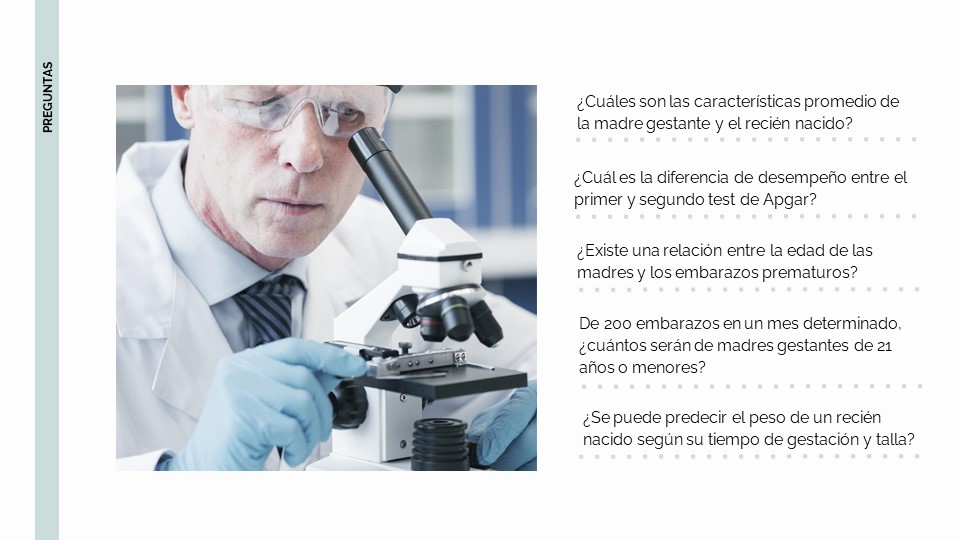 PREGUNTAS
¿Cuáles son las características promedio de
la madre gestante y el recién nacido?
¿Cuál es la diferencia de desempeño entre el
primer y segundo test de Apgar?
¿Existe una relación entre la edad de las
madres y los embarazos prematuros?
De 200 embarazos en un mes determinado,
¿cuántos serán de madres gestantes de 21
años o menores?
¿Se puede predecir el peso de un recién
nacido según su tiempo de gestación y talla?